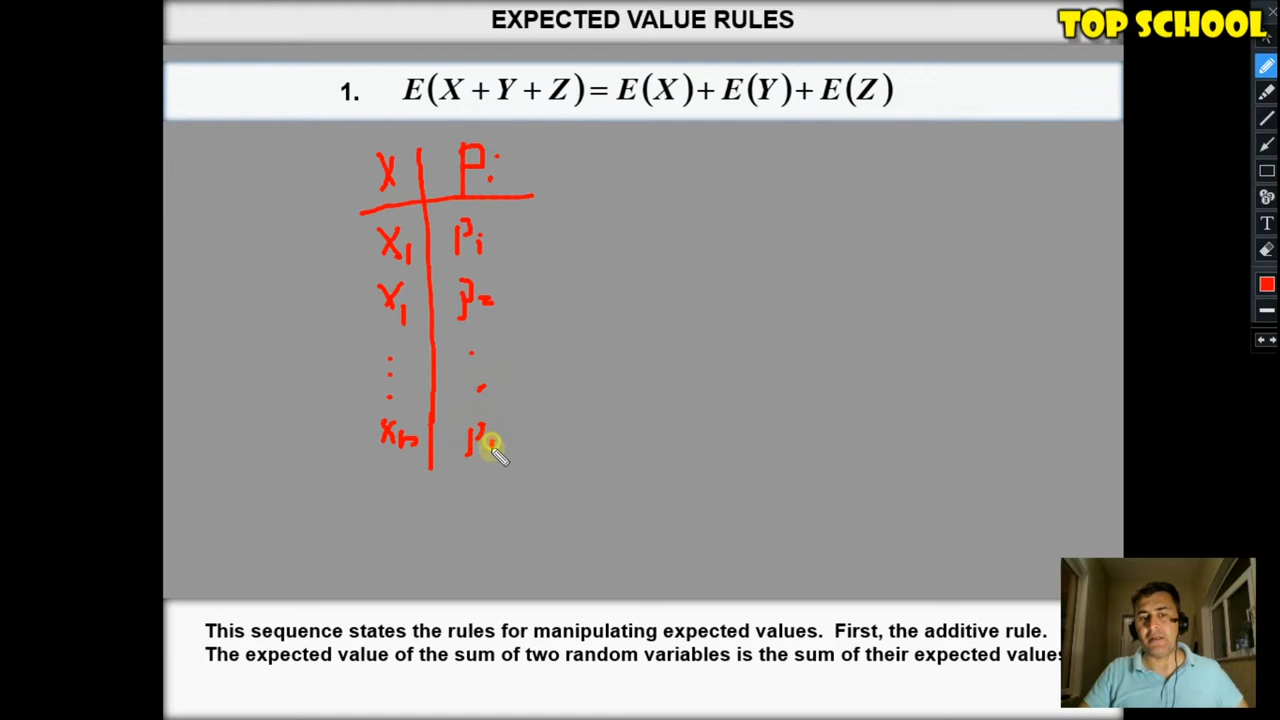 EXPECTED VALUE RULES
TOP SCHOOL
1. E(X + Y + Z) = E(X) + E(Y) + E(Z)
X Pi
X1 Pi
X1 P2
Xn P
This sequence states the rules for manipulating expected values. First, the additive rule.
The expected value of the sum of two random variables is the sum of their expected values